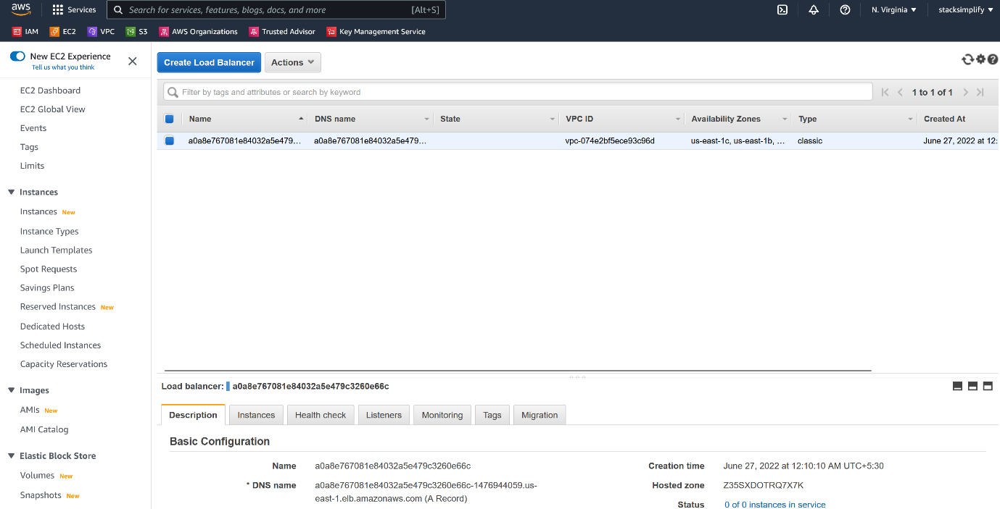 aws Services Search for services, features, blogs, docs, and more [Alt+S] N. Virginia stacksimplify
IAM EC2 VPC S3 AWS Organizations Trusted Advisor Key Management Service
New EC2 Experience
Tell us what you think
EC2 Dashboard
EC2 Global View
Events
Tags
Limits
Instances
Instances New
Instance Types
Launch Templates
Spot Requests
Savings Plans
Reserved Instances New
Dedicated Hosts
Scheduled Instances
Capacity Reservations
Images
AMIs New
AMI Catalog
Elastic Block Store
Volumes New
Snapshots New
Create Load Balancer Actions
Filter by tags and attributes or search by keyword 1 to 1 of 1
Name DNS name State VPC ID Availability Zones Type Created At
a0a8e767081e84032a5e479... a0a8e767081e84032a5e479... vpc-074e2bf5ece93c96d us-east-1c, us-east-1b, ... classic June 27, 2022 at 12:
Load balancer: a0a8e767081e84032a5e479c3260e66c
Description Instances Health check Listeners Monitoring Tags Migration
Basic Configuration
Name a0a8e767081e84032a5e479c3260e66c Creation time June 27, 2022 at 12:10:10 AM UTC+5:30
* DNS name a0a8e767081e84032a5e479c3260e66c-1476944059.us- Hosted zone Z35SXDOTRQ7X7K
east-1.elb.amazonaws.com (A Record)
Status 0 of 0 instances in service